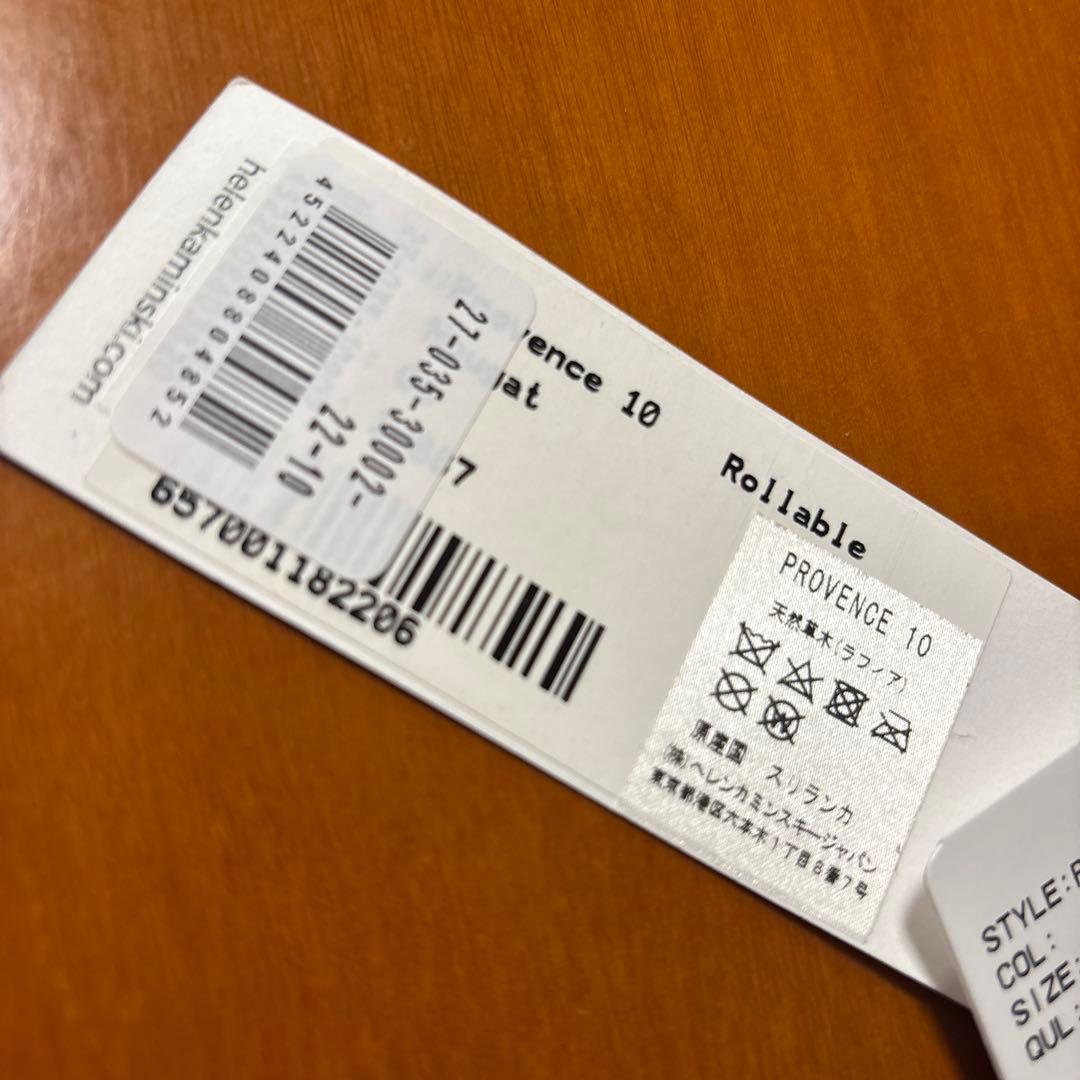 helenkaminski.com
4522408804852
27-035-30002-
22-10
vence 10
at
7
657001182206
Rollable
PROVENCE 10
天然草木(ラフィア)
原産国 スリランカ
(株)ヘレンカミンスキージャパン
東京都港区六本木1丁目8番7号
STYLE:P
COL:
SIZE:
QUL: